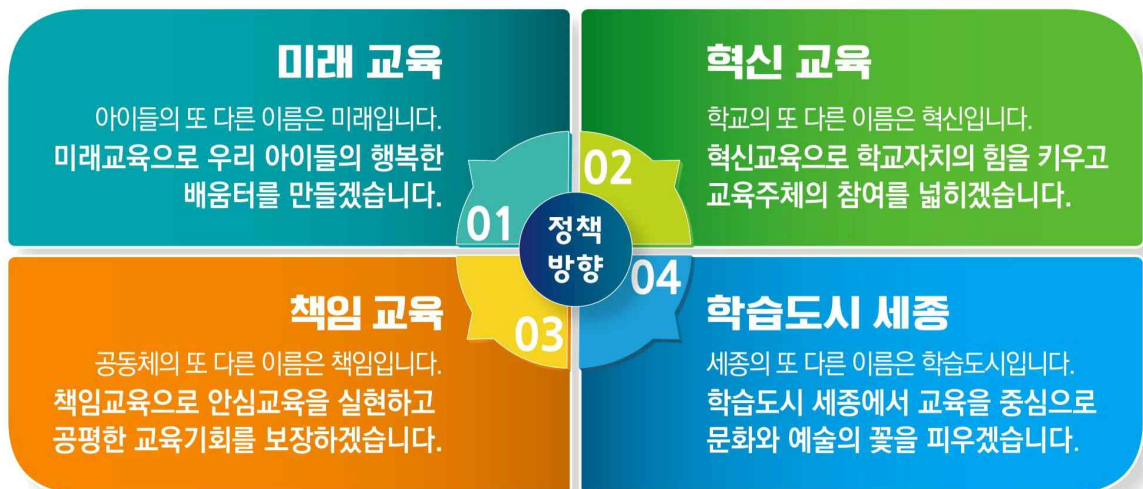 미래 교육
아이들의 또 다른 이름은 미래입니다.
미래교육으로 우리 아이들의 행복한
배움터를 만들겠습니다.
01
혁신 교육
학교의 또 다른 이름은 혁신입니다.
혁신교육으로 학교자치의 힘을 키우고
교육주체의 참여를 넓히겠습니다.
02
정책
방향
책임 교육
공동체의 또 다른 이름은 책임입니다.
책임교육으로 안심교육을 실현하고
공평한 교육기회를 보장하겠습니다.
03
학습도시 세종
세종의 또 다른 이름은 학습도시입니다.
학습도시 세종에서 교육을 중심으로
문화와 예술의 꽃을 피우겠습니다.
04